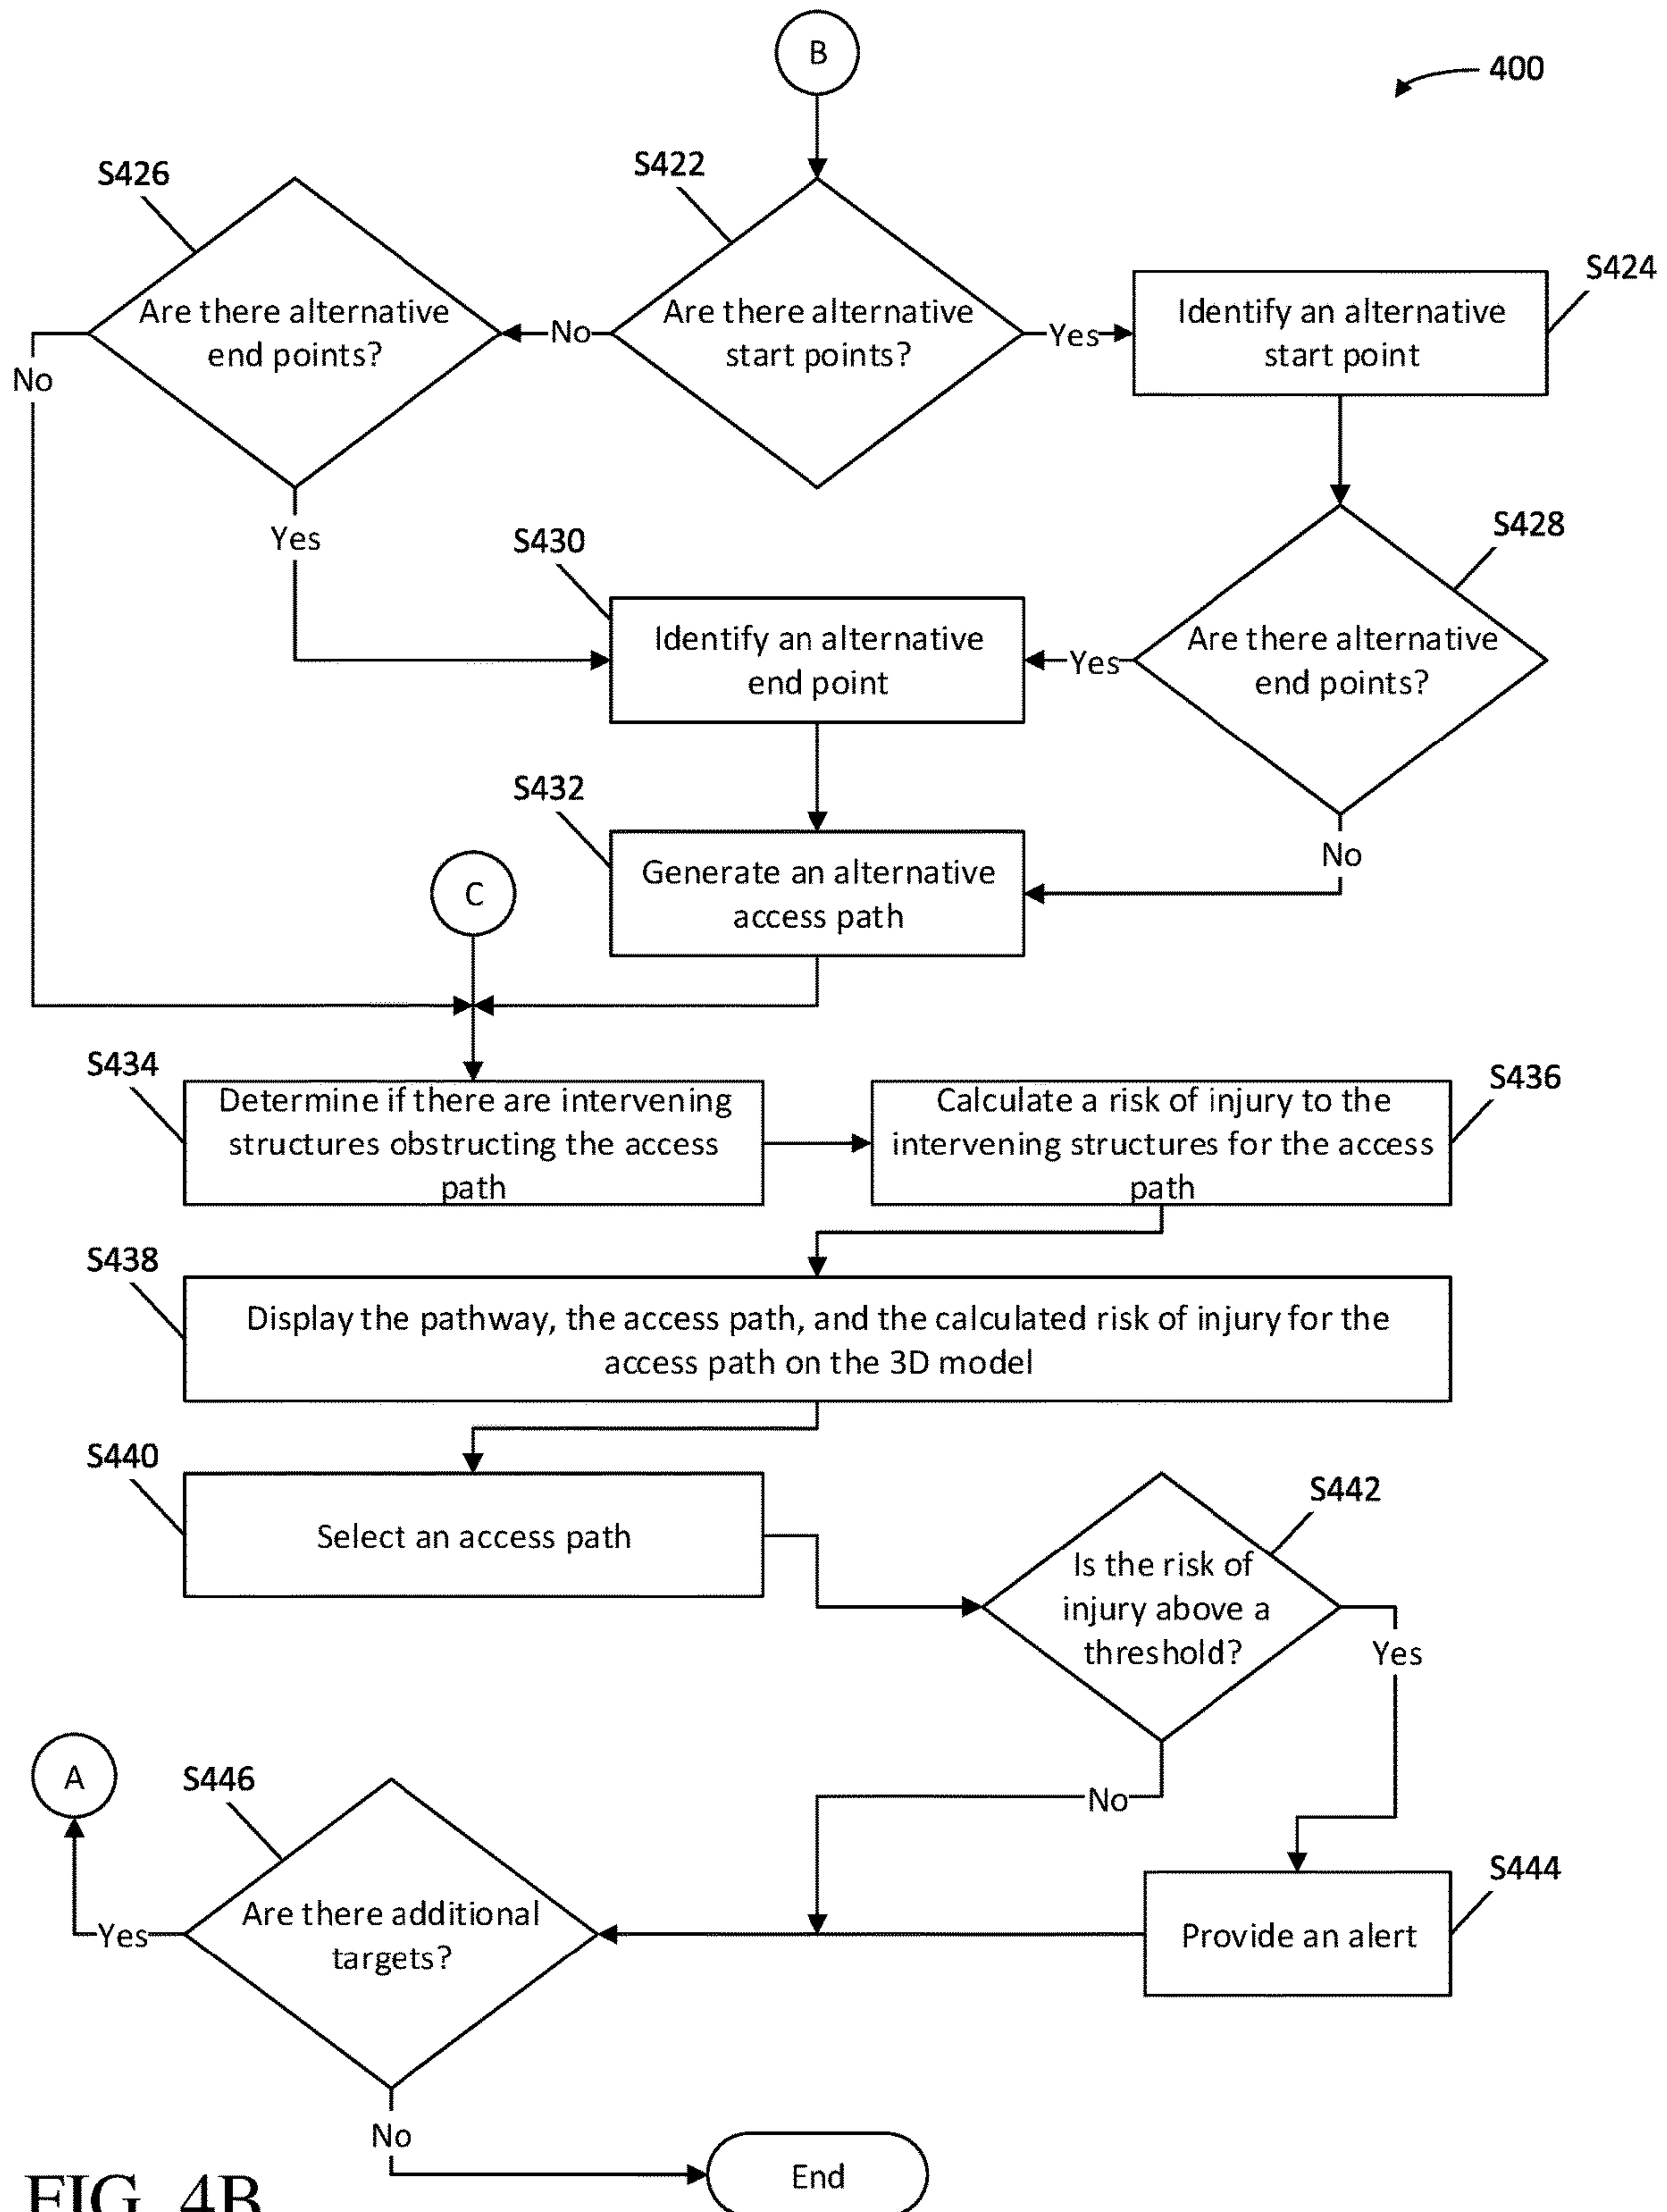 B
400
S426
S422
S424
Are there alternative
end points?
No
Are there alternative
start points?
Yes
Identify an alternative
start point
No
Yes
S430
S428
Identify an alternative
end point
Yes
Are there alternative
end points?
S432
No
C
Generate an alternative
access path
S434
S436
Determine if there are intervening
structures obstructing the access
path
Calculate a risk of injury to the
intervening structures for the access
path
S438
Display the pathway, the access path, and the calculated risk of injury for the
access path on the 3D model
S440
S442
Select an access path
Is the risk of
injury above a
threshold?
Yes
A
S446
No
S444
Are there additional
targets?
Yes
Provide an alert
No
End
FIG. 4B